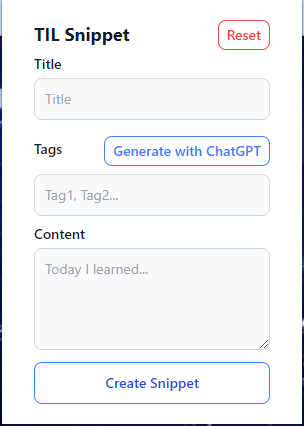 TIL Snippet Reset
Title
Title
Tags Generate with ChatGPT
Tag1, Tag2...
Content
Today I learned...
Create Snippet